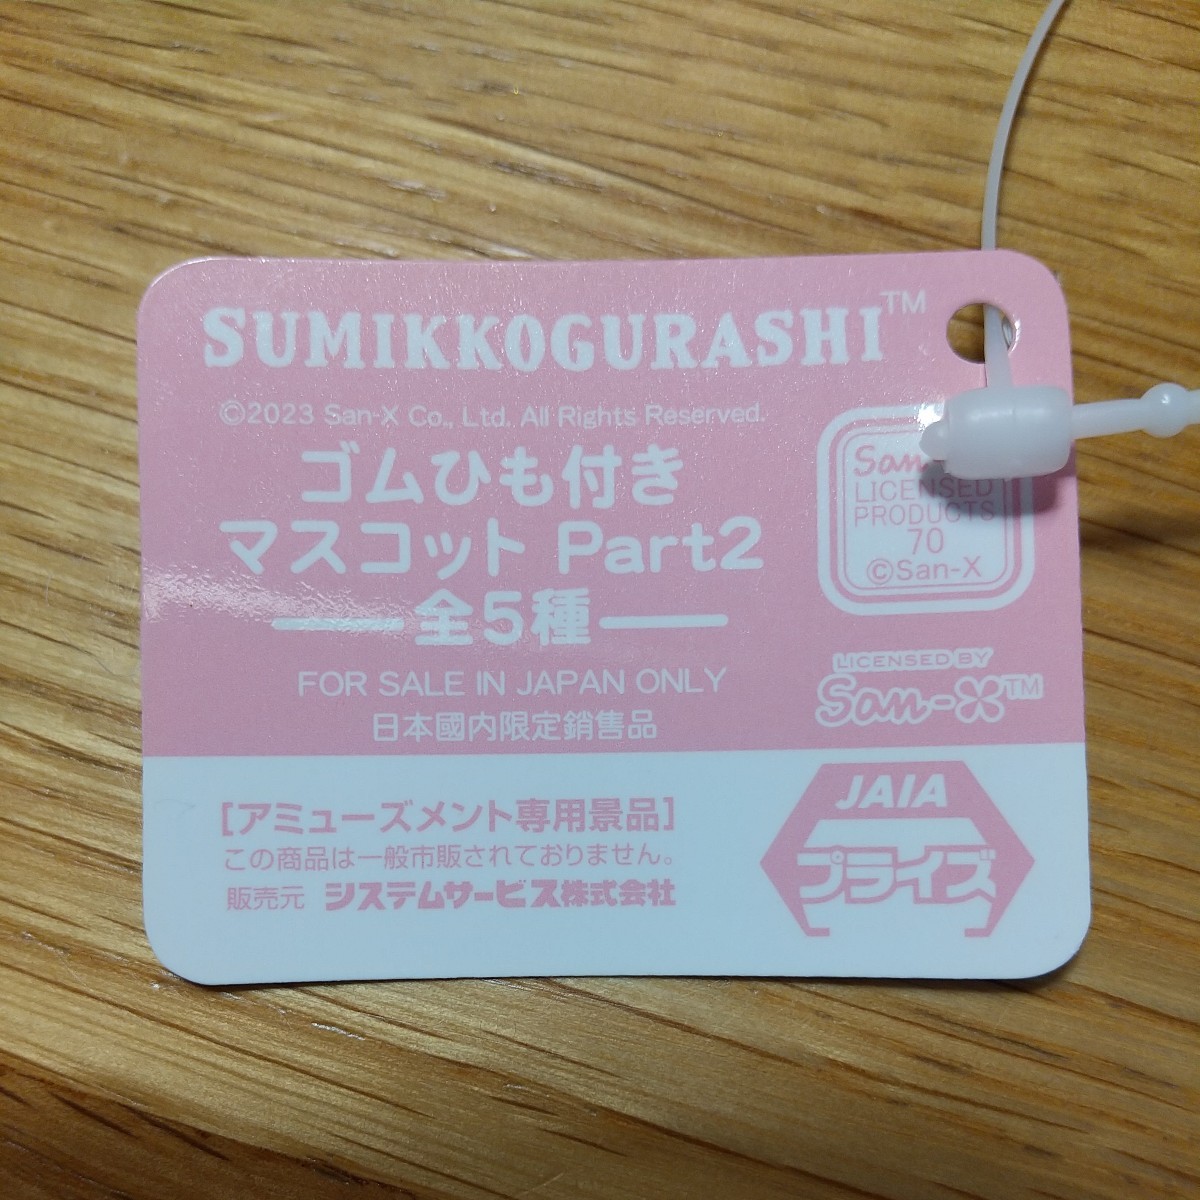 SUMIKKOGURASHI™
©2023 San-X Co., Ltd. All Rights Reserved.
ゴムひも付き
マスコット Part2
全5種
FOR SALE IN JAPAN ONLY
日本國内限定銷售品
LICENSED
PRODUCTS
70
©San-X
LICENSED BY
San-X™
[アミューズメント専用景品]
この商品は一般市販されておりません。
販売元 システムサービス株式会社
JAIA
プライズ